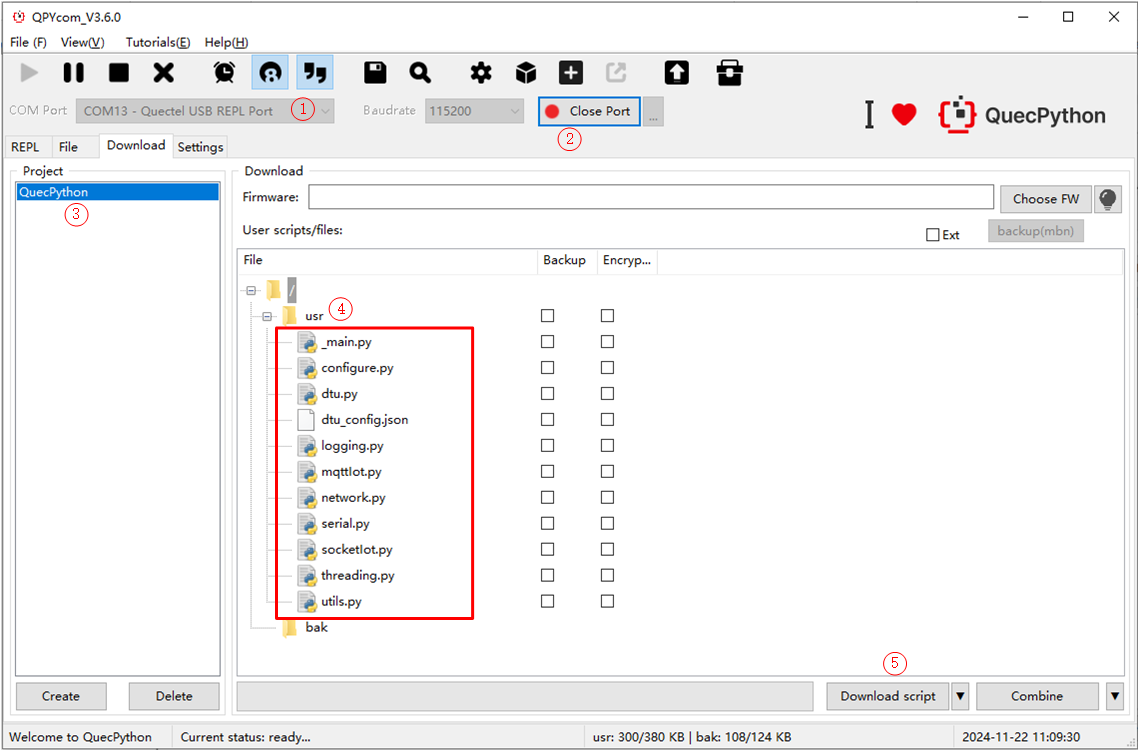 QPYcom_V3.6.0
File (F) View(V) Tutorials(E) Help(H)
COM Port COM13 - Quectel USB REPL Port ① Baudrate 115200 Close Port ...
②
I QuecPython
REPL File Download Settings
Project
QuecPython
③
Download
Firmware: Choose FW
User scripts/files: Ext backup(mbn)
File Backup Encryp...
/
usr ④
_main.py
configure.py
dtu.py
dtu_config.json
logging.py
mqttIot.py
network.py
serial.py
socketIot.py
threading.py
utils.py
bak
⑤
Create Delete Download script Combine
Welcome to QuecPython Current status: ready... usr: 300/380 KB | bak: 108/124 KB 2024-11-22 11:09:30